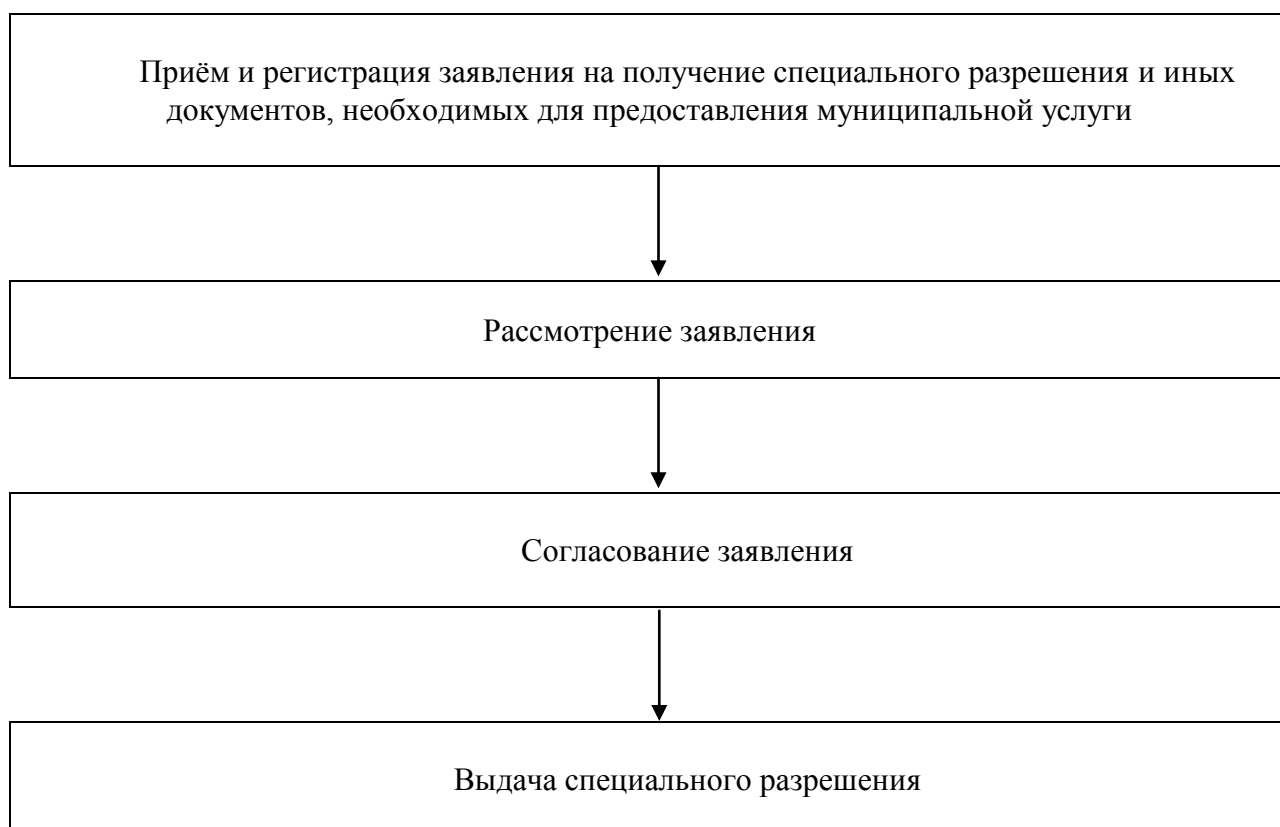 Приём и регистрация заявления на получение специального разрешения и иных
документов, необходимых для предоставления муниципальной услуги
Рассмотрение заявления
Согласование заявления
Выдача специального разрешения